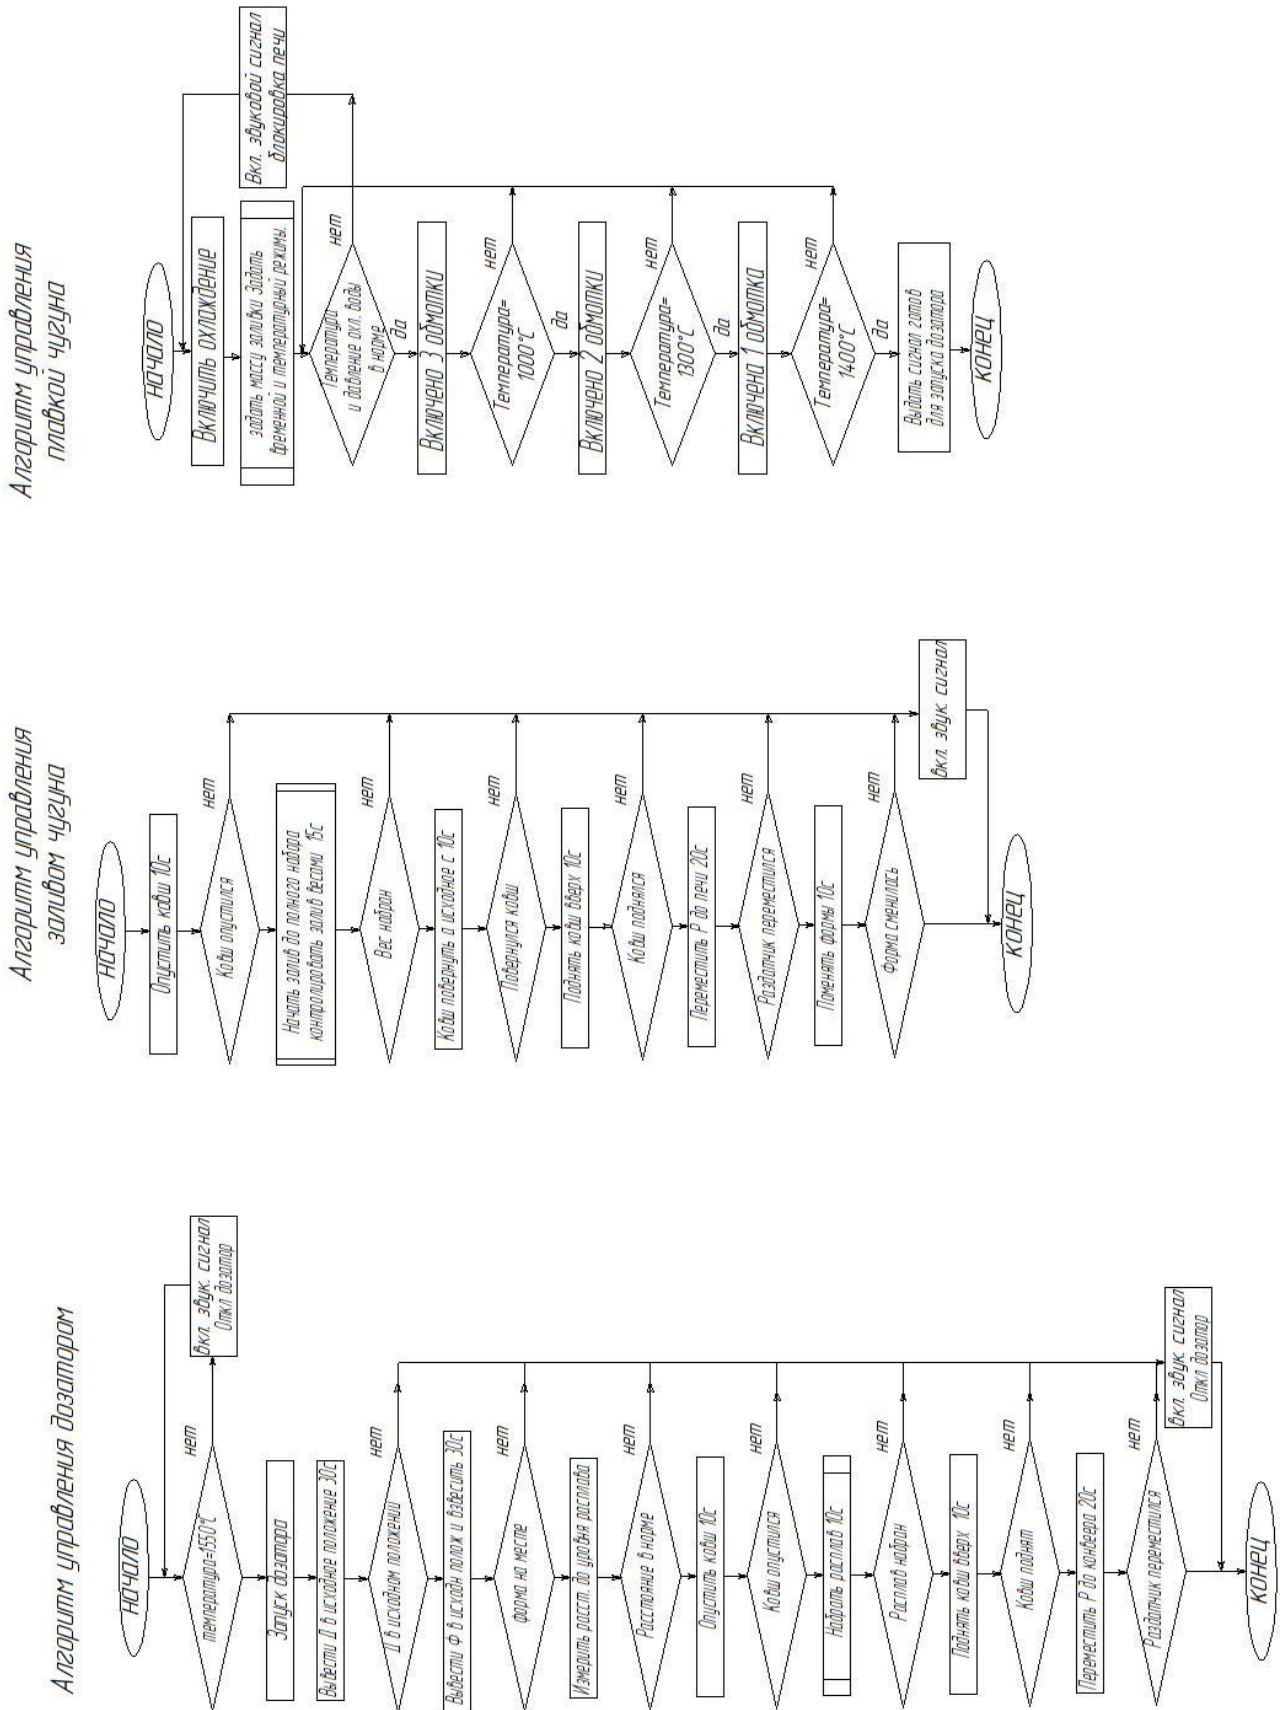 Алгоритм управления
плавкой чугуна
начало
Включить охлаждение
задать массу заливки Задать
временной и температурный режимы.
Вкл. звуковой сигнал
блокировка печи
Температура
и давление охл. воды
в норме
нет
да
Включено 3 обмотки
Температура=
1000°С
нет
да
Включено 2 обмотки
Температура=
1300°С
нет
да
Включена 1 обмотка
Температура=
1400°С
нет
да
Выдать сигнал готов
для запуска дозатора
конец
Алгоритм управления
заливом чугуна
начало
Опустить ковш 10с
Ковш опустился
нет
Начать залив до полного набора
контролировать залив весами 15с
Вес набран
нет
Ковш повернуть а исходное с 10с
Повернулся ковш
нет
Поднять ковш вверх 10с
Ковш поднялся
нет
Переместить Р до печи 20с
Раздатчик переместился
нет
Поменять формы 10с
Форма сменилась
нет
вкл. звук. сигнал
конец
Алгоритм управления дозатором
начало
температура=1550°С
нет
вкл. звук. сигнал
Откл дозатор
Запуск дозатора
Вывести Д в исходное положение 30с
Д в исходном положении
нет
Вывести Ф в исходн полож и взвесить 30с
форма на месте
нет
Измерить расст. до уровня расплава
Расстояние в норме
нет
Опустить ковш 10с
Ковш опустился
нет
Набрать расплав 10с
Расплав набран
нет
Поднять ковш вверх 10с
Ковш поднят
нет
Переместить Р до конвеера 20с
Раздатчик переместился
нет
вкл. звук. сигнал
Откл дозатор
конец